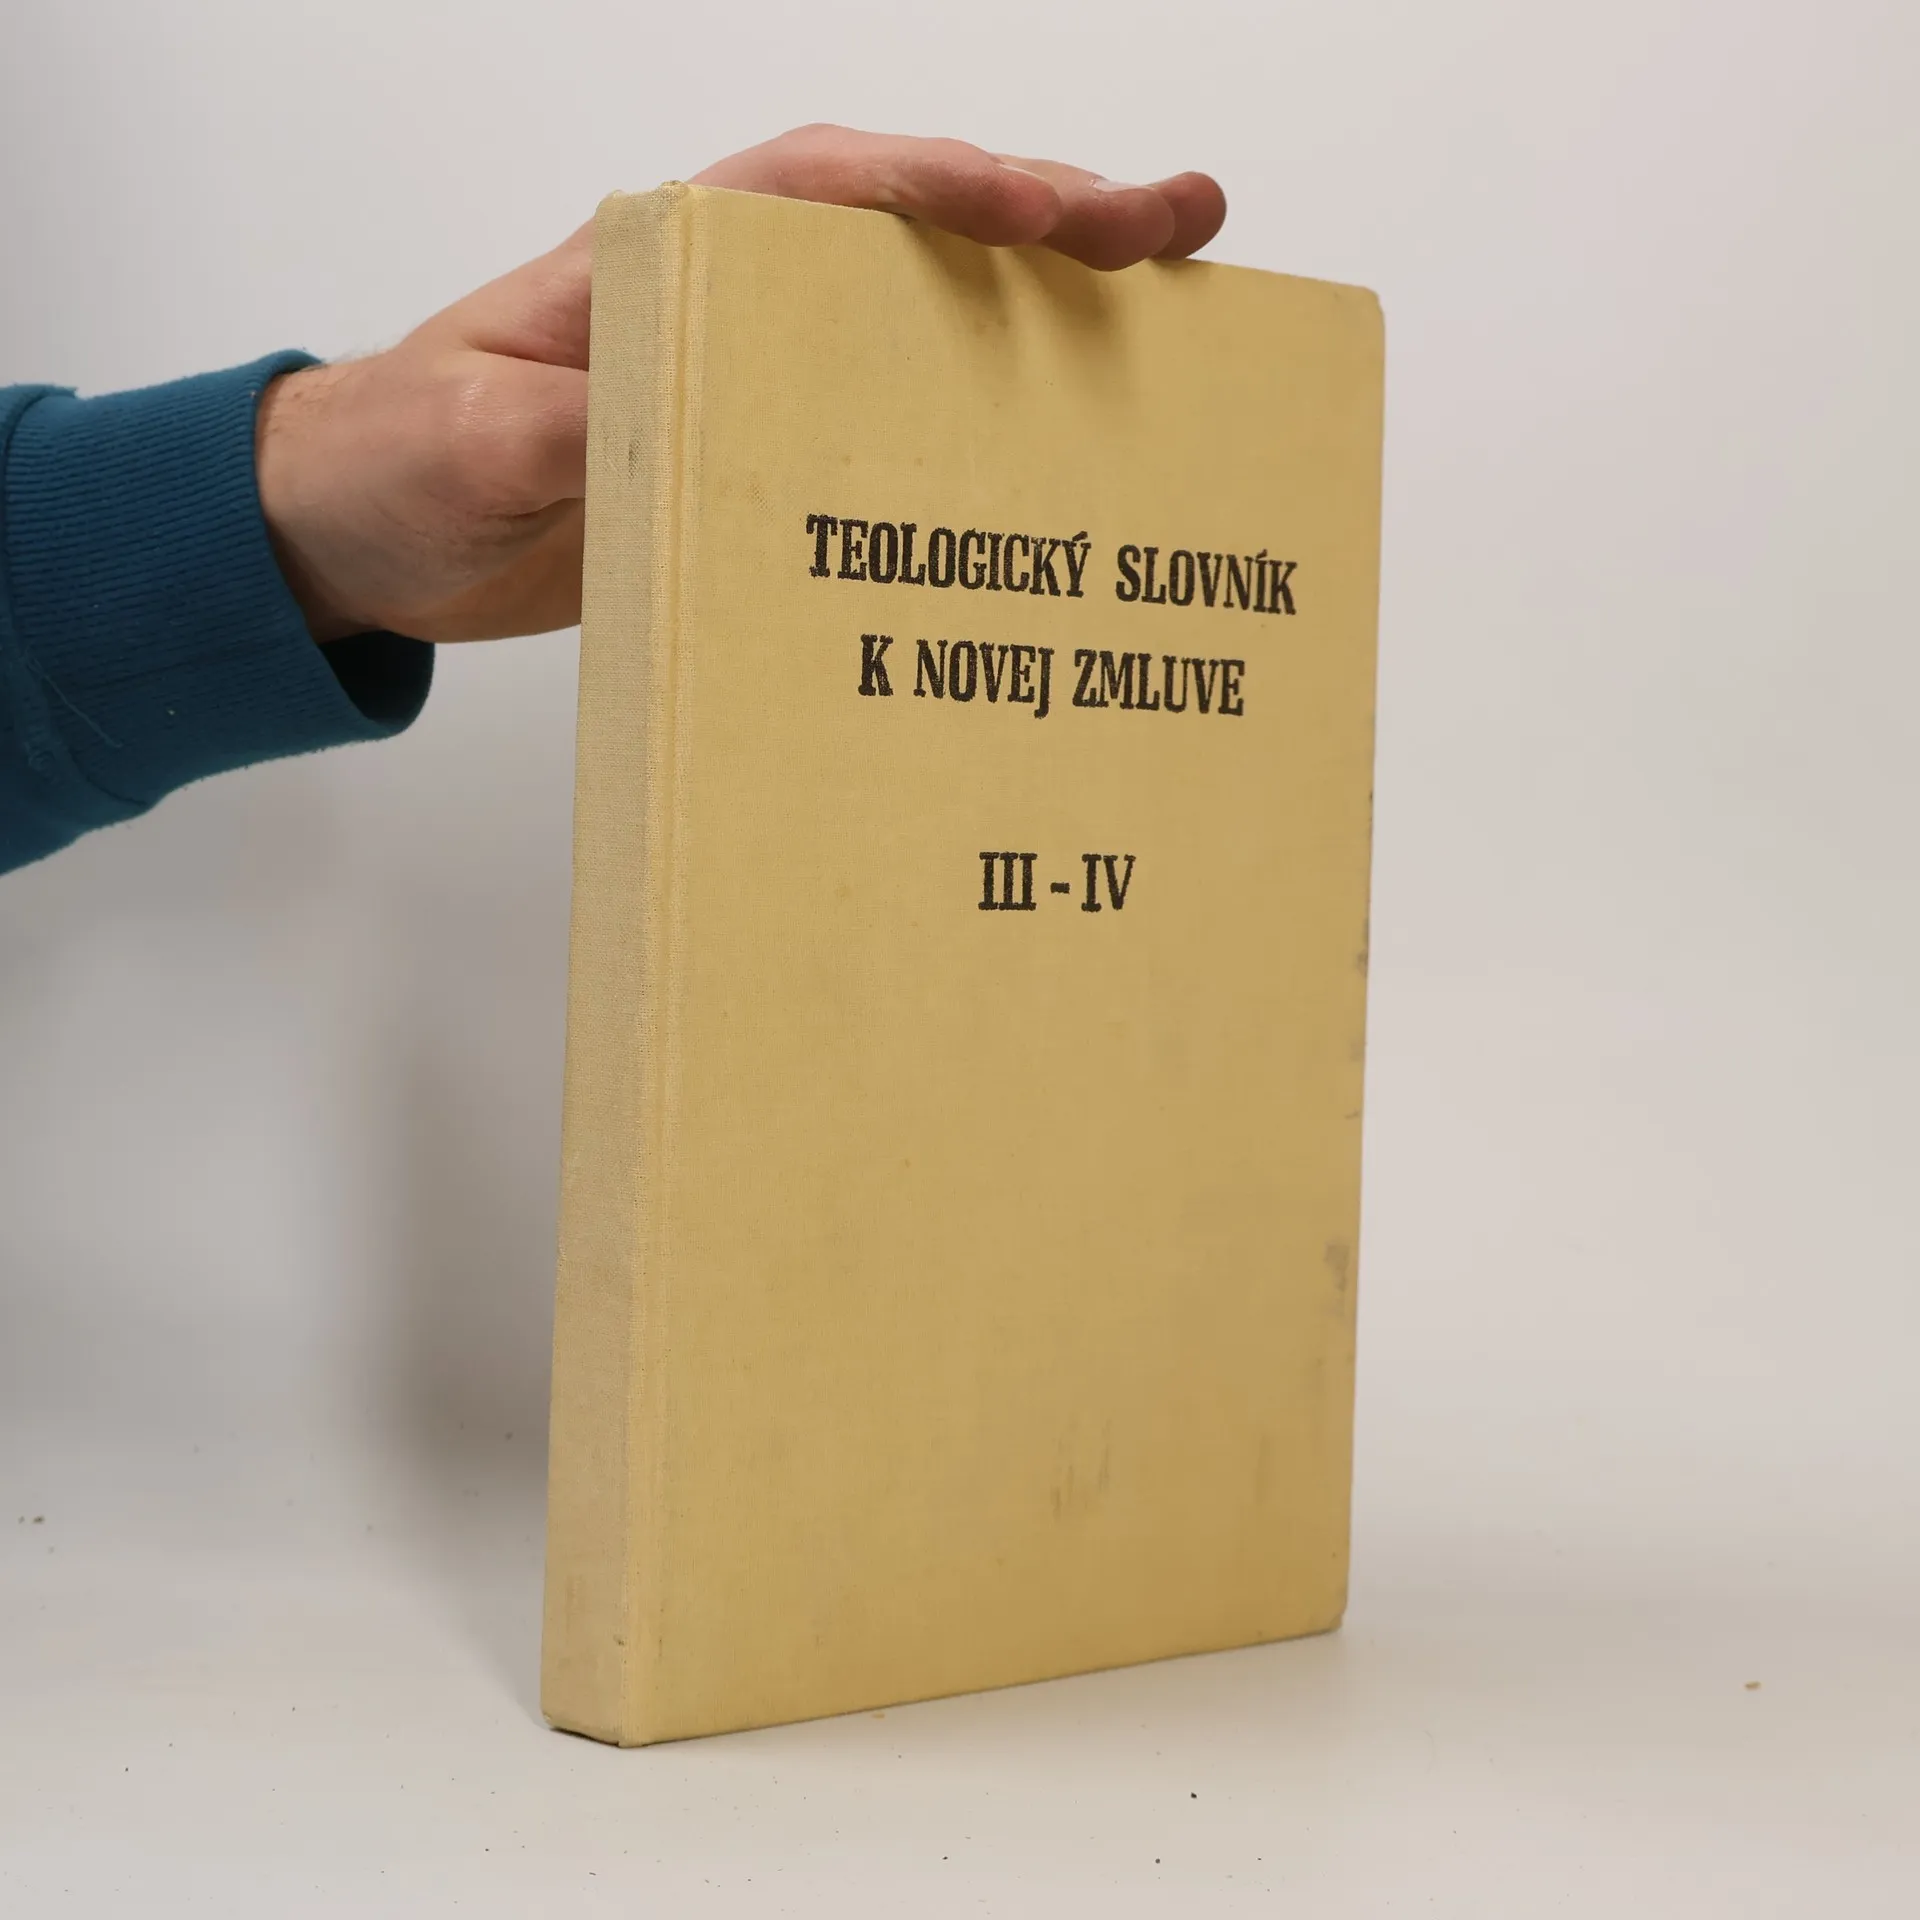 TEOLOGICKÝ SLOVNÍK
K NOVEJ ZMLUVE
III - IV